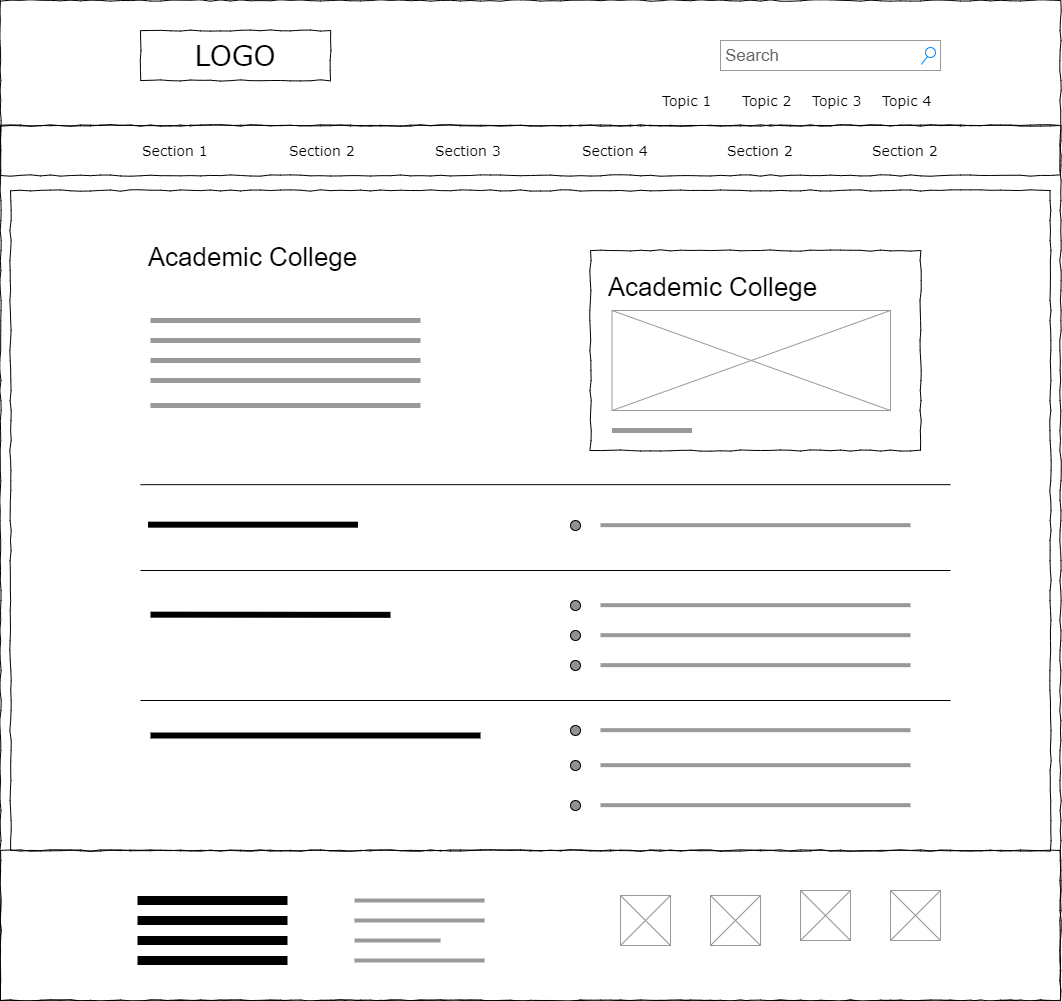 LOGO
Search
Topic 1 Topic 2 Topic 3 Topic 4
Section 1 Section 2 Section 3 Section 4 Section 2 Section 2
Academic College
Academic College